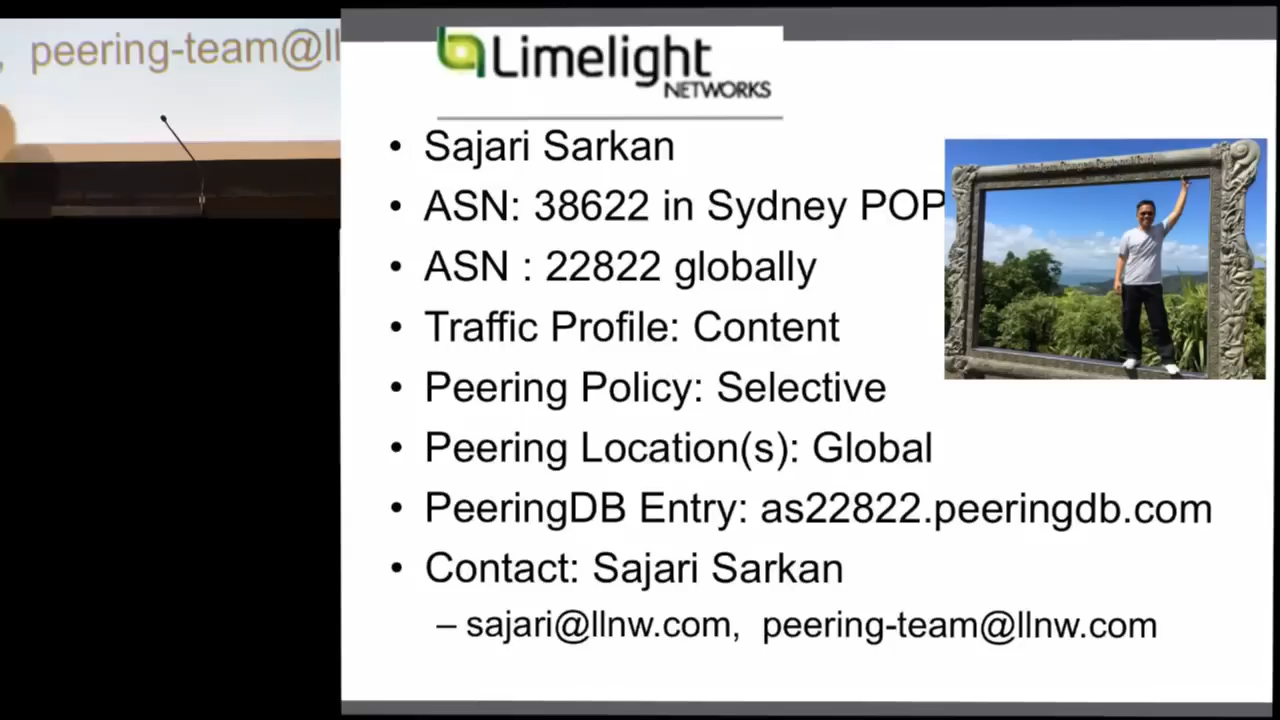 , peering-team@ll
Limelight
NETWORKS
• Sajari Sarkan
• ASN: 38622 in Sydney POP
• ASN : 22822 globally
• Traffic Profile: Content
• Peering Policy: Selective
• Peering Location(s): Global
• PeeringDB Entry: as22822.peeringdb.com
• Contact: Sajari Sarkan
– sajari@llnw.com, peering-team@llnw.com